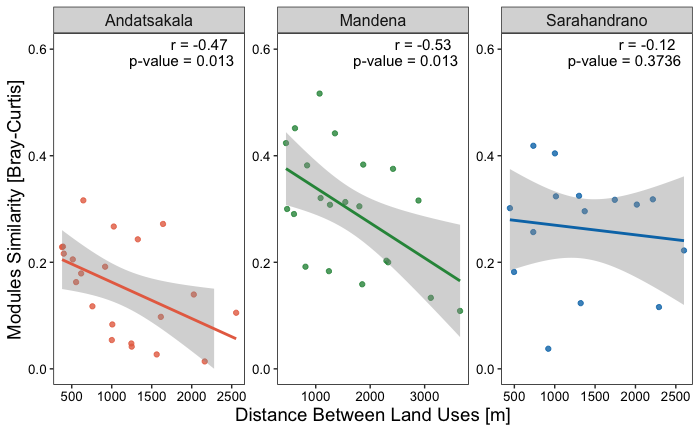 Andatsakala
Mandena
Sarahandrano
r = -0.47
p-value = 0.013
r = -0.53
p-value = 0.013
r = -0.12
p-value = 0.3736
Modules Similarity [Bray-Curtis]
0.6
0.4
0.2
0.0
0.6
0.4
0.2
0.0
0.6
0.4
0.2
0.0
500 1000 1500 2000 2500
1000 2000 3000
500 1000 1500 2000 2500
Distance Between Land Uses [m]